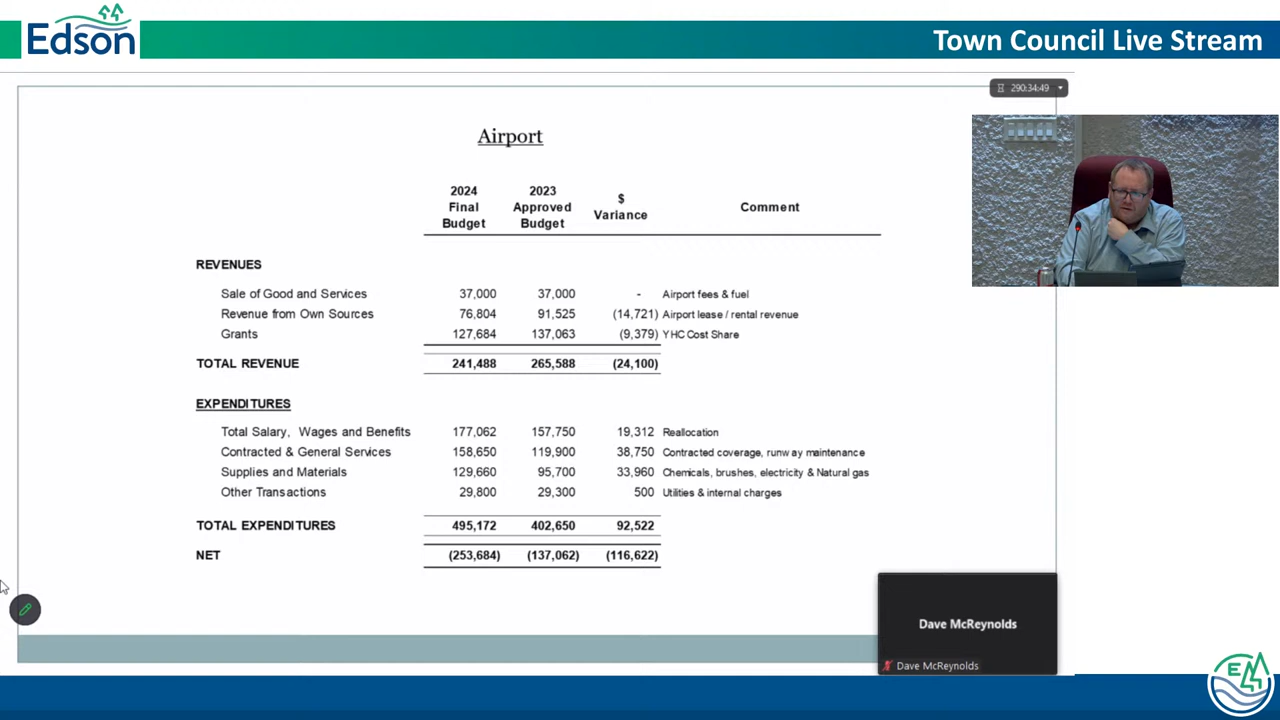 Edson
Town Council Live Stream
290:34:49
Airport
2024 Final Budget
2023 Approved Budget
$ Variance
Comment
REVENUES
Sale of Good and Services 37,000 37,000 - Airport fees & fuel
Revenue from Own Sources 76,804 91,525 (14,721) Airport lease / rental revenue
Grants 127,684 137,063 (9,379) YHC Cost Share
TOTAL REVENUE 241,488 265,588 (24,100)
EXPENDITURES
Total Salary, Wages and Benefits 177,062 157,750 19,312 Reallocation
Contracted & General Services 158,650 119,900 38,750 Contracted coverage, runway maintenance
Supplies and Materials 129,660 95,700 33,960 Chemicals, brushes, electricity & Natural gas
Other Transactions 29,800 29,300 500 Utilities & internal charges
TOTAL EXPENDITURES 495,172 402,650 92,522
NET (253,684) (137,062) (116,622)
Dave McReynolds
Dave McReynolds